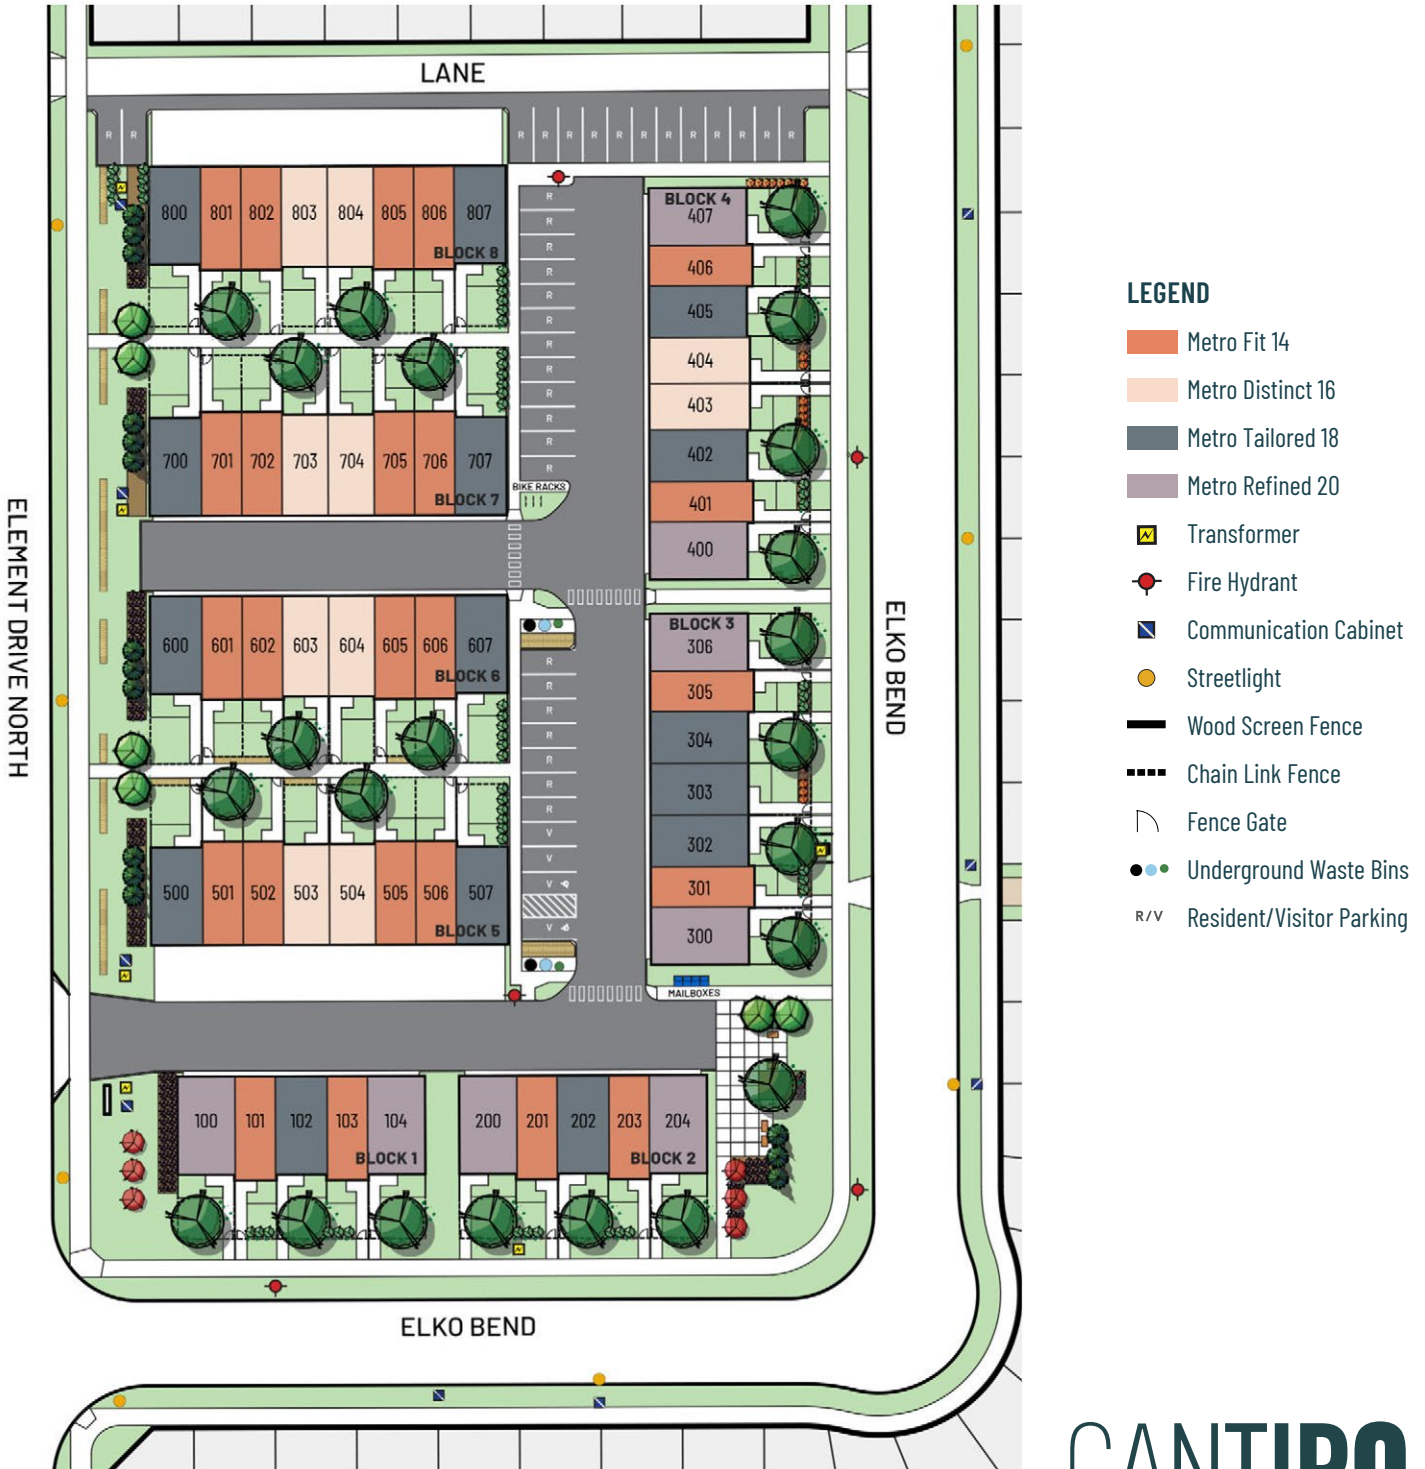 LANE
R R R R R R R R R R R R R R
800 801 802 803 804 805 806 807
BLOCK 8
R
R
R
R
R
R
R
R
R
R
R
R
BLOCK 4
407
406
405
404
403
402
401
400
700 701 702 703 704 705 706 707
BLOCK 7
BIKE RACKS
ELEMENT DRIVE NORTH
600 601 602 603 604 605 606 607
BLOCK 6
BLOCK 3
306
305
304
303
302
301
300
ELKO BEND
R
R
R
R
R
R
R
V
V
V
V
500 501 502 503 504 505 506 507
BLOCK 5
MAILBOXES
100 101 102 103 104
BLOCK 1
200 201 202 203 204
BLOCK 2
ELKO BEND
LEGEND
Metro Fit 14
Metro Distinct 16
Metro Tailored 18
Metro Refined 20
Transformer
Fire Hydrant
Communication Cabinet
Streetlight
Wood Screen Fence
Chain Link Fence
Fence Gate
Underground Waste Bins
R/V Resident/Visitor Parking
CANTIRO